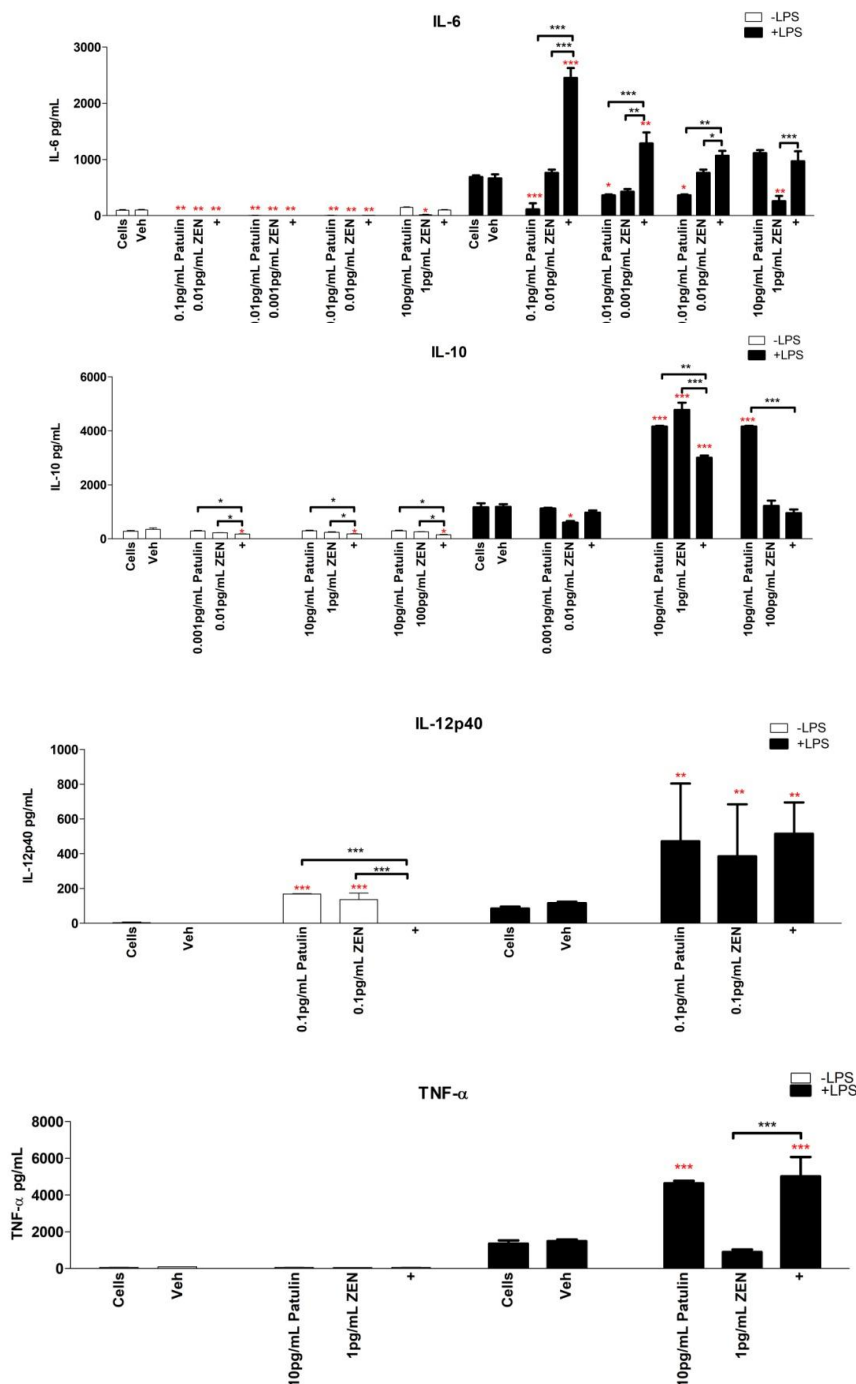 IL-6
-LPS
+LPS
***
***
***
***
**
**
**
*
***
3000
2000
1000
0
IL-6 pg/mL
** ** ** ** ** ** ** ** ** * *** * * **
Cells
Veh
0.1pg/mL Patulin
0.01pg/mL ZEN
+
0.01pg/mL Patulin
0.001pg/mL ZEN
+
0.01pg/mL Patulin
0.01pg/mL ZEN
+
10pg/mL Patulin
1pg/mL ZEN
+
Cells
Veh
0.1pg/mL Patulin
0.01pg/mL ZEN
+
0.01pg/mL Patulin
0.001pg/mL ZEN
+
0.01pg/mL Patulin
0.01pg/mL ZEN
+
10pg/mL Patulin
1pg/mL ZEN
+
IL-10
-LPS
+LPS
6000
4000
2000
0
IL-10 pg/mL
**
***
***
***
***
***
***
* * *
* * *
* * * *
Cells
Veh
0.001pg/mL Patulin
0.01pg/mL ZEN
+
10pg/mL Patulin
1pg/mL ZEN
+
10pg/mL Patulin
100pg/mL ZEN
+
Cells
Veh
0.001pg/mL Patulin
0.01pg/mL ZEN
+
10pg/mL Patulin
1pg/mL ZEN
+
10pg/mL Patulin
100pg/mL ZEN
+
IL-12p40
-LPS
+LPS
1000
800
600
400
200
0
IL-12p40 pg/mL
** ** **
***
***
*** ***
Cells
Veh
0.1pg/mL Patulin
0.1pg/mL ZEN
+
Cells
Veh
0.1pg/mL Patulin
0.1pg/mL ZEN
+
TNF-α
-LPS
+LPS
8000
6000
4000
2000
0
TNF-α pg/mL
***
*** ***
Cells
Veh
10pg/mL Patulin
1pg/mL ZEN
+
Cells
Veh
10pg/mL Patulin
1pg/mL ZEN
+